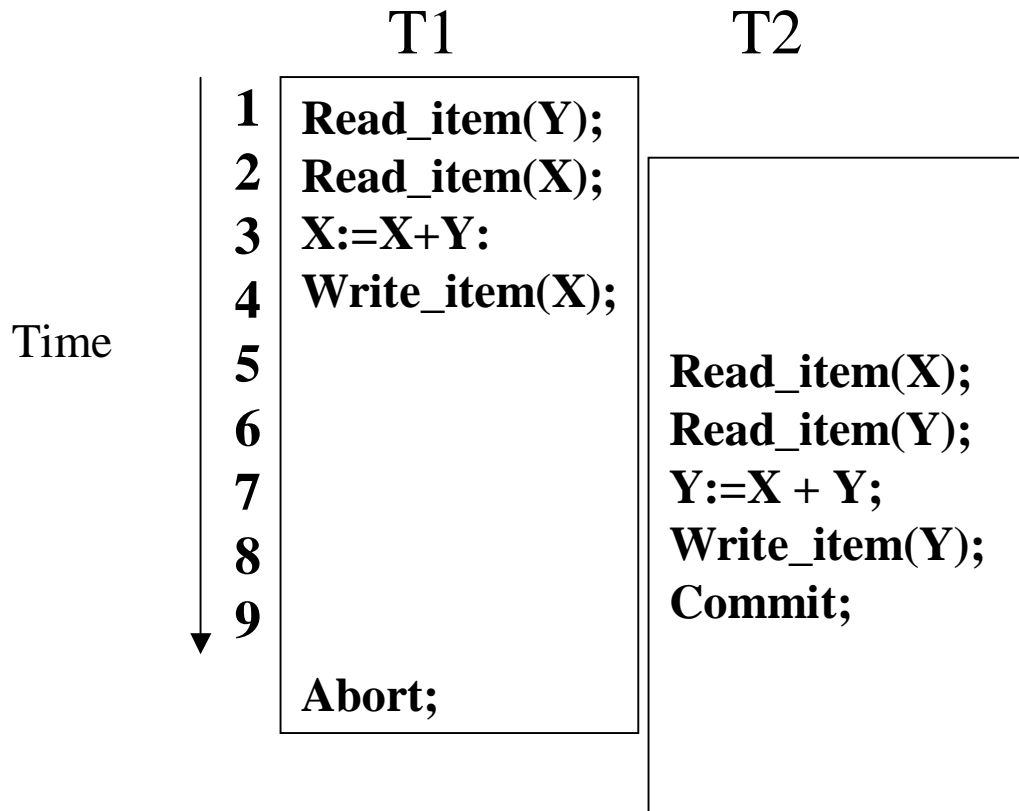 T1 T2
1 Read_item(Y);
2 Read_item(X);
3 X:=X+Y:
4 Write_item(X);
Time
5 Read_item(X);
6 Read_item(Y);
7 Y:=X + Y;
8 Write_item(Y);
9 Commit;
Abort;